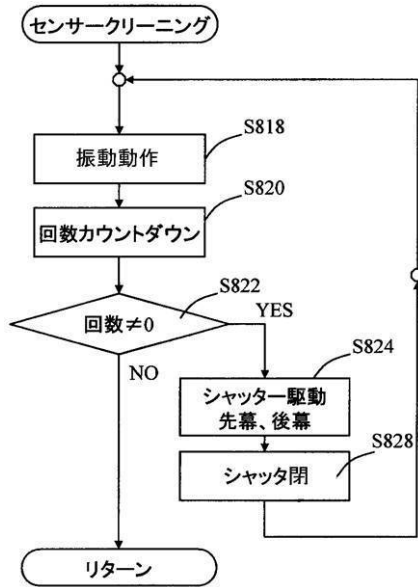 センサークリーニング
S818
振動動作
S820
回数カウントダウン
S822
回数≠0
YES
NO
S824
シャッター駆動
先幕、後幕
S828
シャッタ閉
リターン